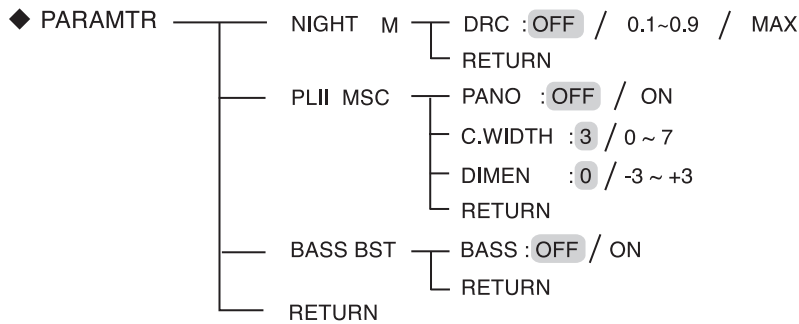 ◆ PARAMTR NIGHT M DRC : OFF / 0.1~0.9 / MAX
RETURN
PLII MSC PANO : OFF / ON
C.WIDTH : 3 / 0 ~ 7
DIMEN : 0 / -3 ~ +3
RETURN
BASS BST BASS : OFF / ON
RETURN
RETURN